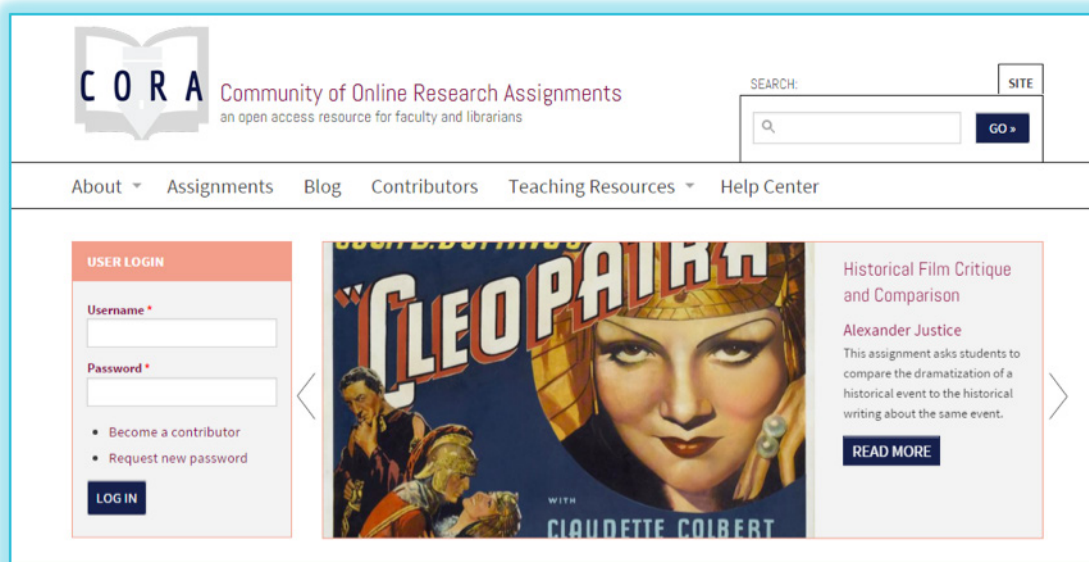 CORA
Community of Online Research Assignments
an open access resource for faculty and librarians
SEARCH:
SITE
GO »
About
Assignments
Blog
Contributors
Teaching Resources
Help Center
USER LOGIN
Username *
Password *
Become a contributor
Request new password
LOG IN
"CLEOPATRA
WITH
CLAUDETTE COLBERT
Historical Film Critique
and Comparison
Alexander Justice
This assignment asks students to
compare the dramatization of a
historical event to the historical
writing about the same event.
READ MORE